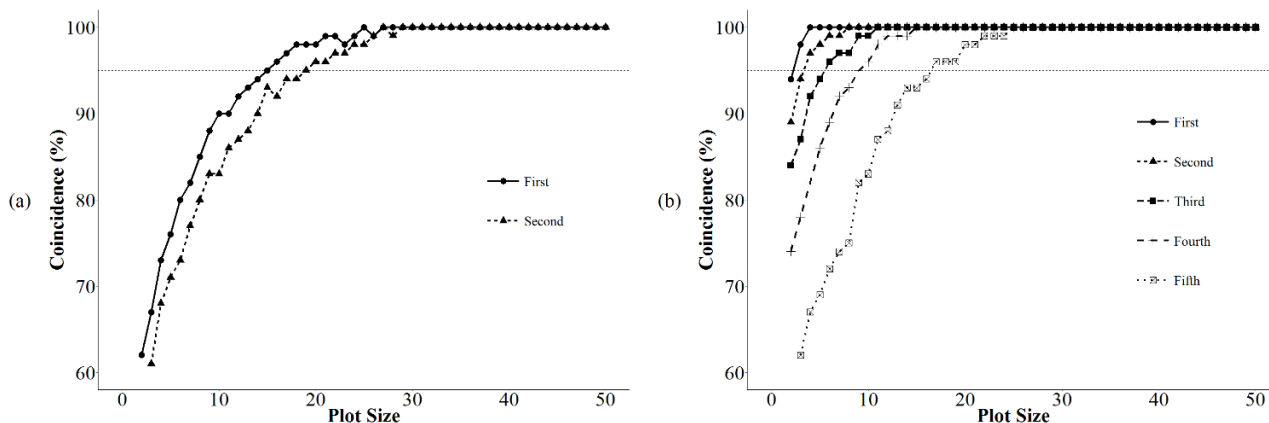 (a)
Coincidence (%)
100
90
80
70
60
First
Second
0 10 20 30 40 50
Plot Size
(b)
Coincidence (%)
100
90
80
70
60
First
Second
Third
Fourth
Fifth
0 10 20 30 40 50
Plot Size